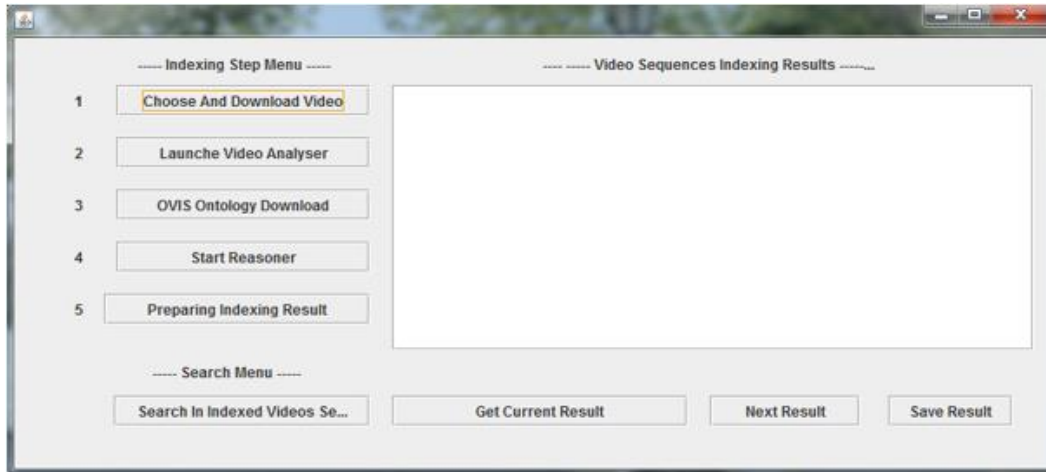 ----- Indexing Step Menu -----
---- ----- Video Sequences Indexing Results -----...
1 Choose And Download Video
2 Launche Video Analyser
3 OVIS Ontology Download
4 Start Reasoner
5 Preparing Indexing Result
----- Search Menu -----
Search In Indexed Videos Se... Get Current Result Next Result Save Result